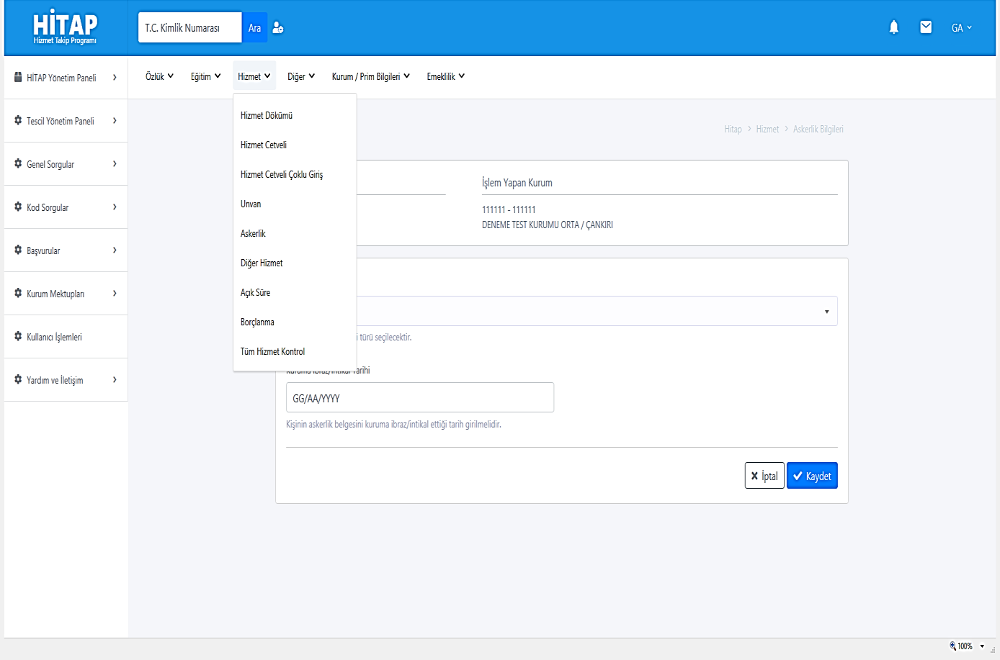 HİTAP
Hizmet Takip Programı
T.C. Kimlik Numarası
Ara
GA
HİTAP Yönetim Paneli
Tescil Yönetim Paneli
Genel Sorgular
Kod Sorgular
Başvurular
Kurum Mektupları
Kullanıcı İşlemleri
Yardım ve İletişim
Özlük
Eğitim
Hizmet
Diğer
Kurum / Prim Bilgileri
Emeklilik
Hizmet Dökümü
Hizmet Cetveli
Hizmet Cetveli Çoklu Giriş
Unvan
Askerlik
Diğer Hizmet
Açık Süre
Borçlanma
Tüm Hizmet Kontrol
Hitap > Hizmet > Askerlik Bilgileri
İşlem Yapan Kurum
111111 - 111111
DENEME TEST KURUMU ORTA / ÇANKIRI
türü seçilecektir.
Kuruma İbraz/İntikal Tarihi
GG/AA/YYYY
Kişinin askerlik belgesini kuruma ibraz/intikal ettiği tarih girilmelidir.
İptal
Kaydet
100%